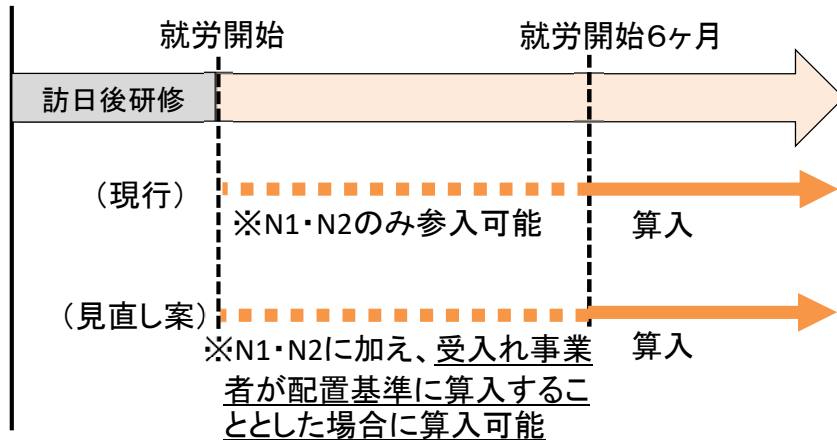 就労開始
就労開始6ヶ月
訪日後研修
(現行)
※N1・N2のみ参入可能
算入
(見直し案)
※N1・N2に加え、受入れ事業
者が配置基準に算入するこ
ととした場合に算入可能
算入